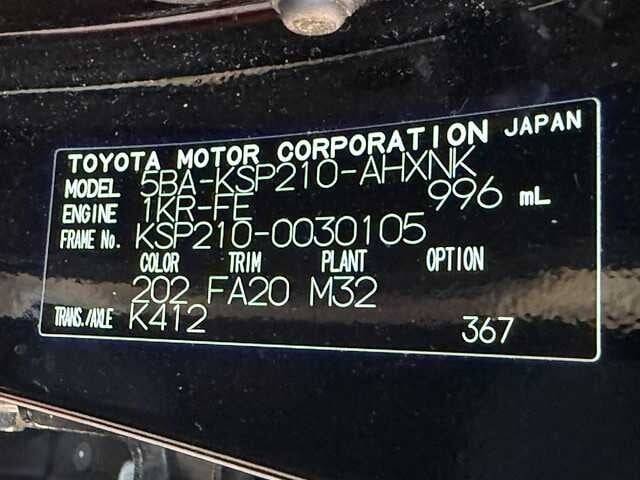 TOYOTA MOTOR CORPORATION JAPAN
MODEL 5BA-KSP210-AHXNK
ENGINE 1KR-FE 996 mL
FRAME No. KSP210-0030105
COLOR TRIM PLANT OPTION
202 FA20 M32
TRANS./AXLE K412 367